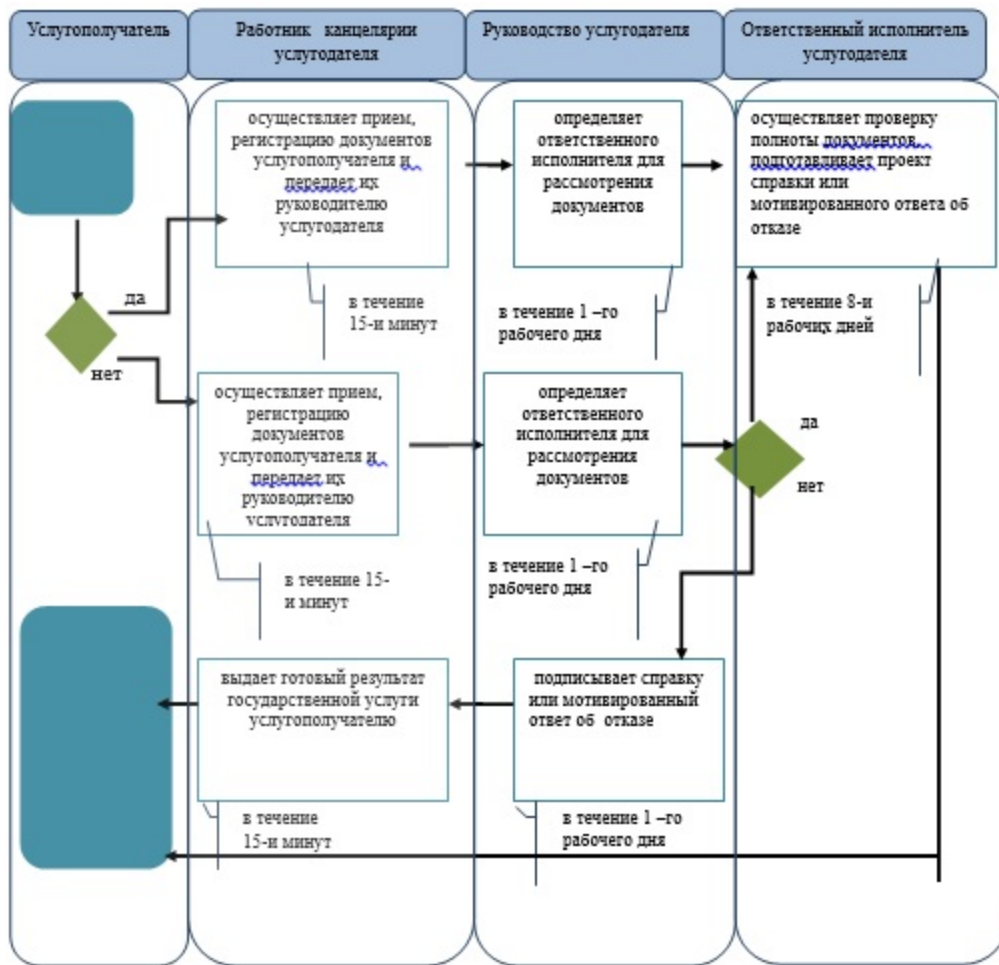 Услугополучатель
Работник канцелярии
услугодателя
Руководство услугодателя
Ответственный исполнитель
услугодателя
осуществляет прием,
регистрацию документов
услугополучателя и
передает их
руководителю
услугодателя
определяет
ответственного
исполнителя для
рассмотрения
документов
осуществляет проверку
полноты документов,
подготавливает проект
справки или
мотивированного ответа об
отказе
да
нет
в течение
15-и минут
в течение 1 –го
рабочего дня
в течение 8-и
рабочих дней
осуществляет прием,
регистрацию
документов
услугополучателя и
передает их
руководителю
услугодателя
определяет
ответственного
исполнителя для
рассмотрения
документов
да
нет
в течение 15-
и минут
в течение 1 –го
рабочего дня
выдает готовый результат
государственной услуги
услугополучателю
подписывает справку
или мотивированный
ответ об отказе
в течение
15-и минут
в течение 1 –го
рабочего дня